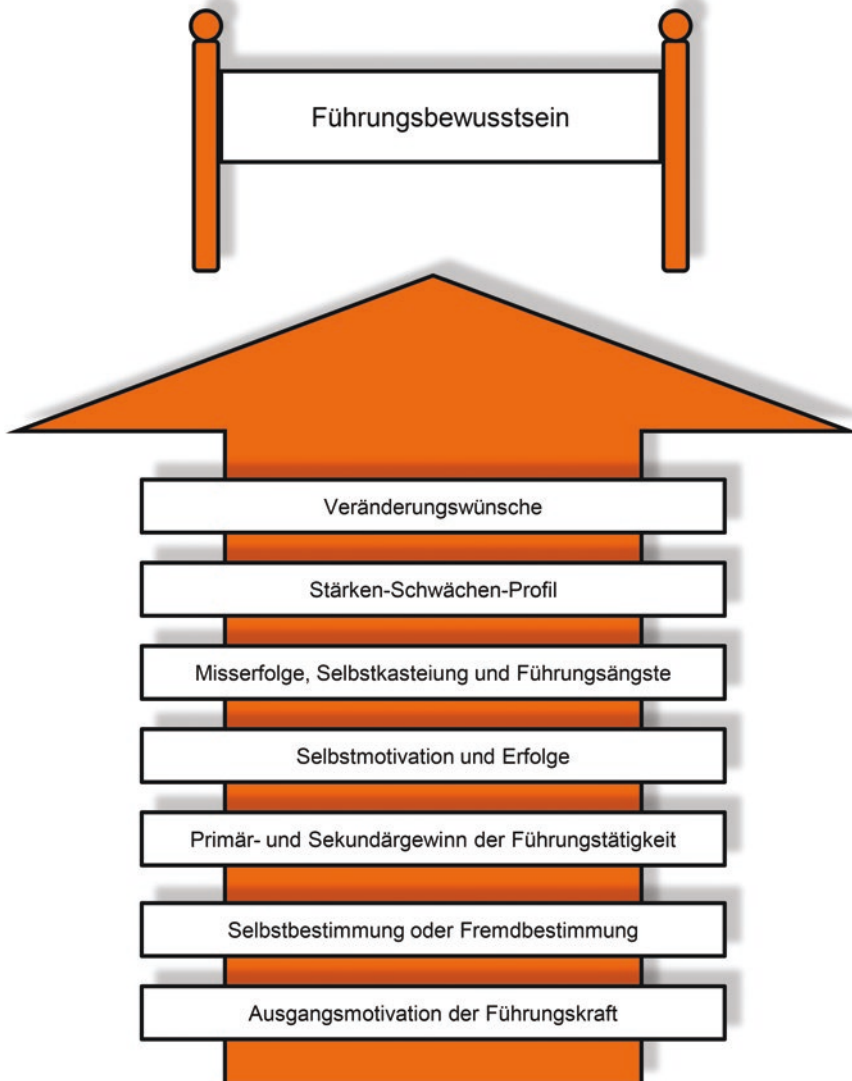 Führungsbewusstsein
Veränderungswünsche
Stärken-Schwächen-Profil
Misserfolge, Selbstkasteiung und Führungsängste
Selbstmotivation und Erfolge
Primär- und Sekundärgewinn der Führungstätigkeit
Selbstbestimmung oder Fremdbestimmung
Ausgangsmotivation der Führungskraft